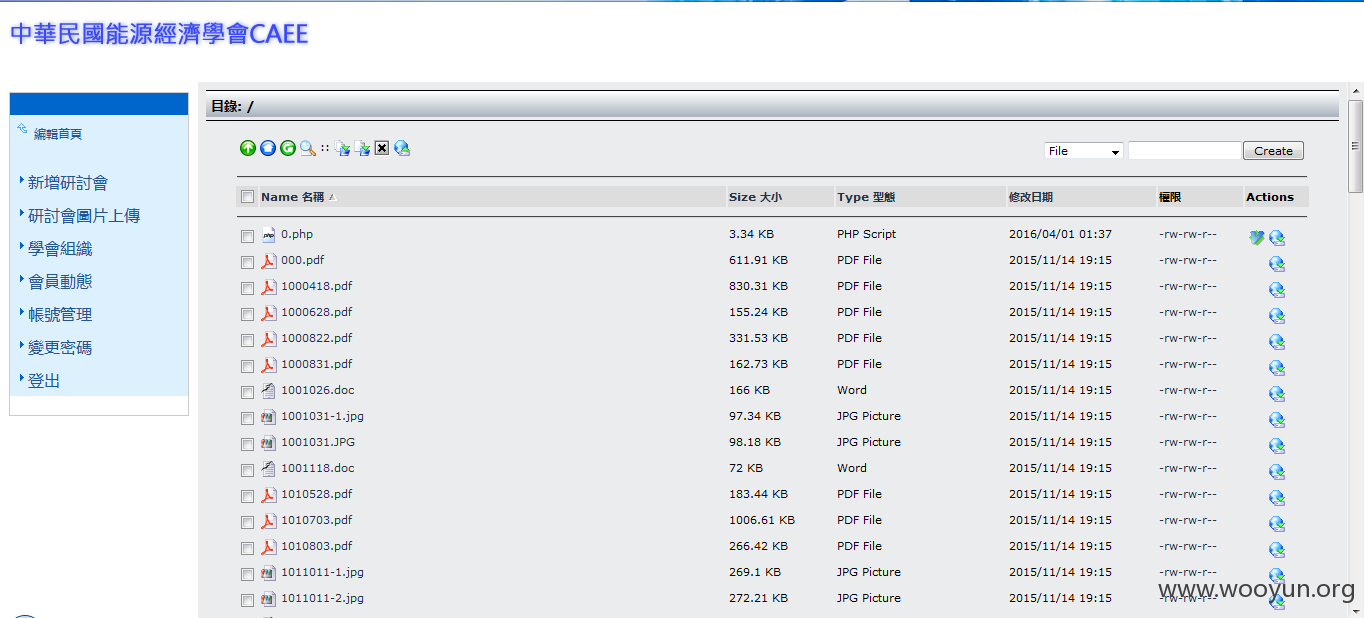 中華民國能源經濟學會CAEE
編輯首頁
新增研討會
研討會圖片上傳
學會組織
會員動態
帳號管理
變更密碼
登出
目錄: /
File Create
Name 名稱 Size 大小 Type 型態 修改日期 權限 Actions
0.php 3.34 KB PHP Script 2016/04/01 01:37 -rw-rw-r--
000.pdf 611.91 KB PDF File 2015/11/14 19:15 -rw-rw-r--
1000418.pdf 830.31 KB PDF File 2015/11/14 19:15 -rw-rw-r--
1000628.pdf 155.24 KB PDF File 2015/11/14 19:15 -rw-rw-r--
1000822.pdf 331.53 KB PDF File 2015/11/14 19:15 -rw-rw-r--
1000831.pdf 162.73 KB PDF File 2015/11/14 19:15 -rw-rw-r--
1001026.doc 166 KB Word 2015/11/14 19:15 -rw-rw-r--
1001031-1.jpg 97.34 KB JPG Picture 2015/11/14 19:15 -rw-rw-r--
1001031.JPG 98.18 KB JPG Picture 2015/11/14 19:15 -rw-rw-r--
1001118.doc 72 KB Word 2015/11/14 19:15 -rw-rw-r--
1010528.pdf 183.44 KB PDF File 2015/11/14 19:15 -rw-rw-r--
1010703.pdf 1006.61 KB PDF File 2015/11/14 19:15 -rw-rw-r--
1010803.pdf 266.42 KB PDF File 2015/11/14 19:15 -rw-rw-r--
1011011-1.jpg 269.1 KB JPG Picture 2015/11/14 19:15 -rw-rw-r--
1011011-2.jpg 272.21 KB JPG Picture 2015/11/14 19:15 -rw-rw-r--
www.wooyun.org